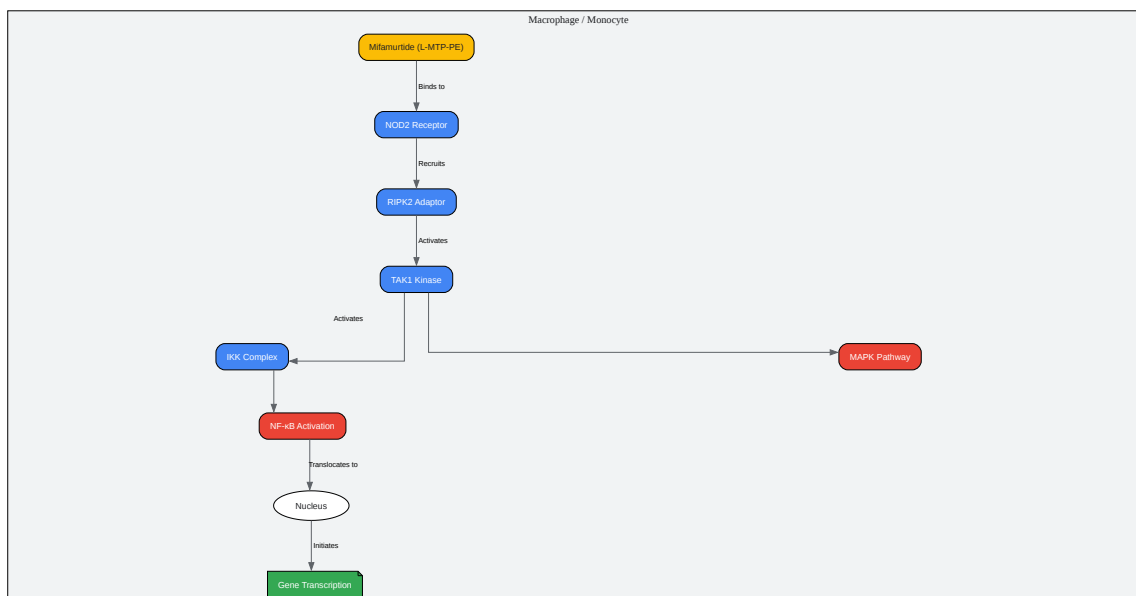 Macrophage / Monocyte
Mifamurtide (L-MTP-PE)
Binds to
NOD2 Receptor
Recruits
RIPK2 Adaptor
Activates
TAK1 Kinase
Activates
IKK Complex
MAPK Pathway
NF-κB Activation
Translocates to
Nucleus
Initiates
Gene Transcription